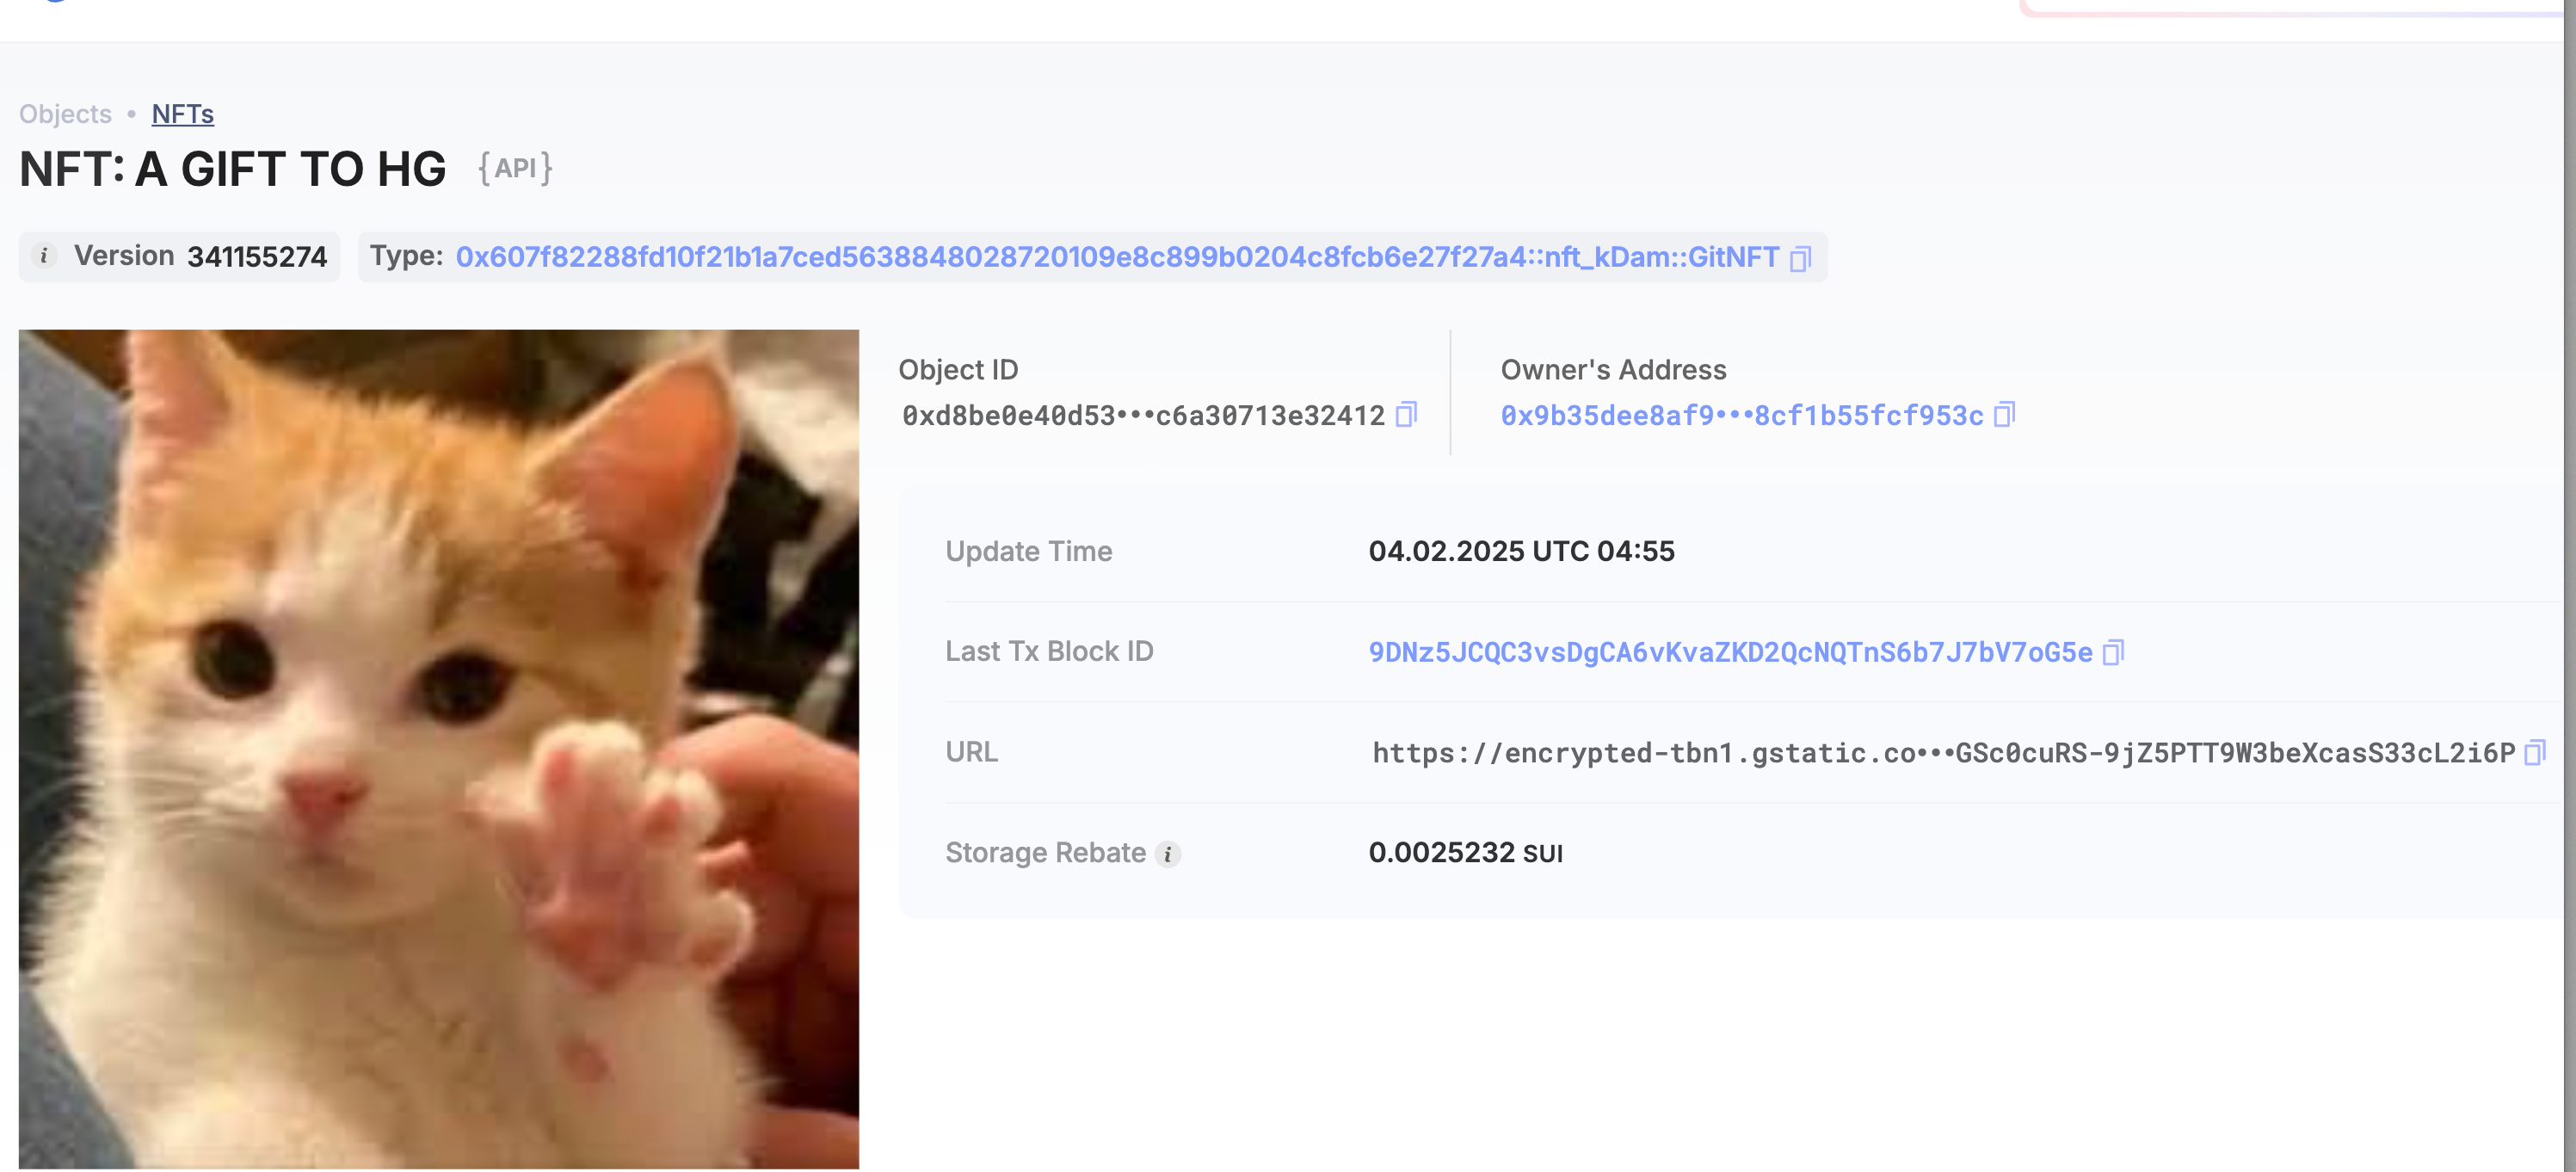 Objects • NFTs
NFT: A GIFT TO HG {API}
i Version 341155274 Type: 0x607f82288fd10f21b1a7ced5638848028720109e8c899b0204c8fcb6e27f27a4::nft_kDam::GitNFT
Object ID
0xd8be0e40d53•••c6a30713e32412
Owner's Address
0x9b35dee8af9•••8cf1b55fcf953c
Update Time 04.02.2025 UTC 04:55
Last Tx Block ID 9DNz5JCQC3vsDgCA6vKvaZKD2QcNQTnS6b7J7bV7oG5e
URL https://encrypted-tbn1.gstatic.co•••GSc0cuRS-9jZ5PTT9W3beXcasS33cL2i6P
Storage Rebate i 0.0025232 SUI